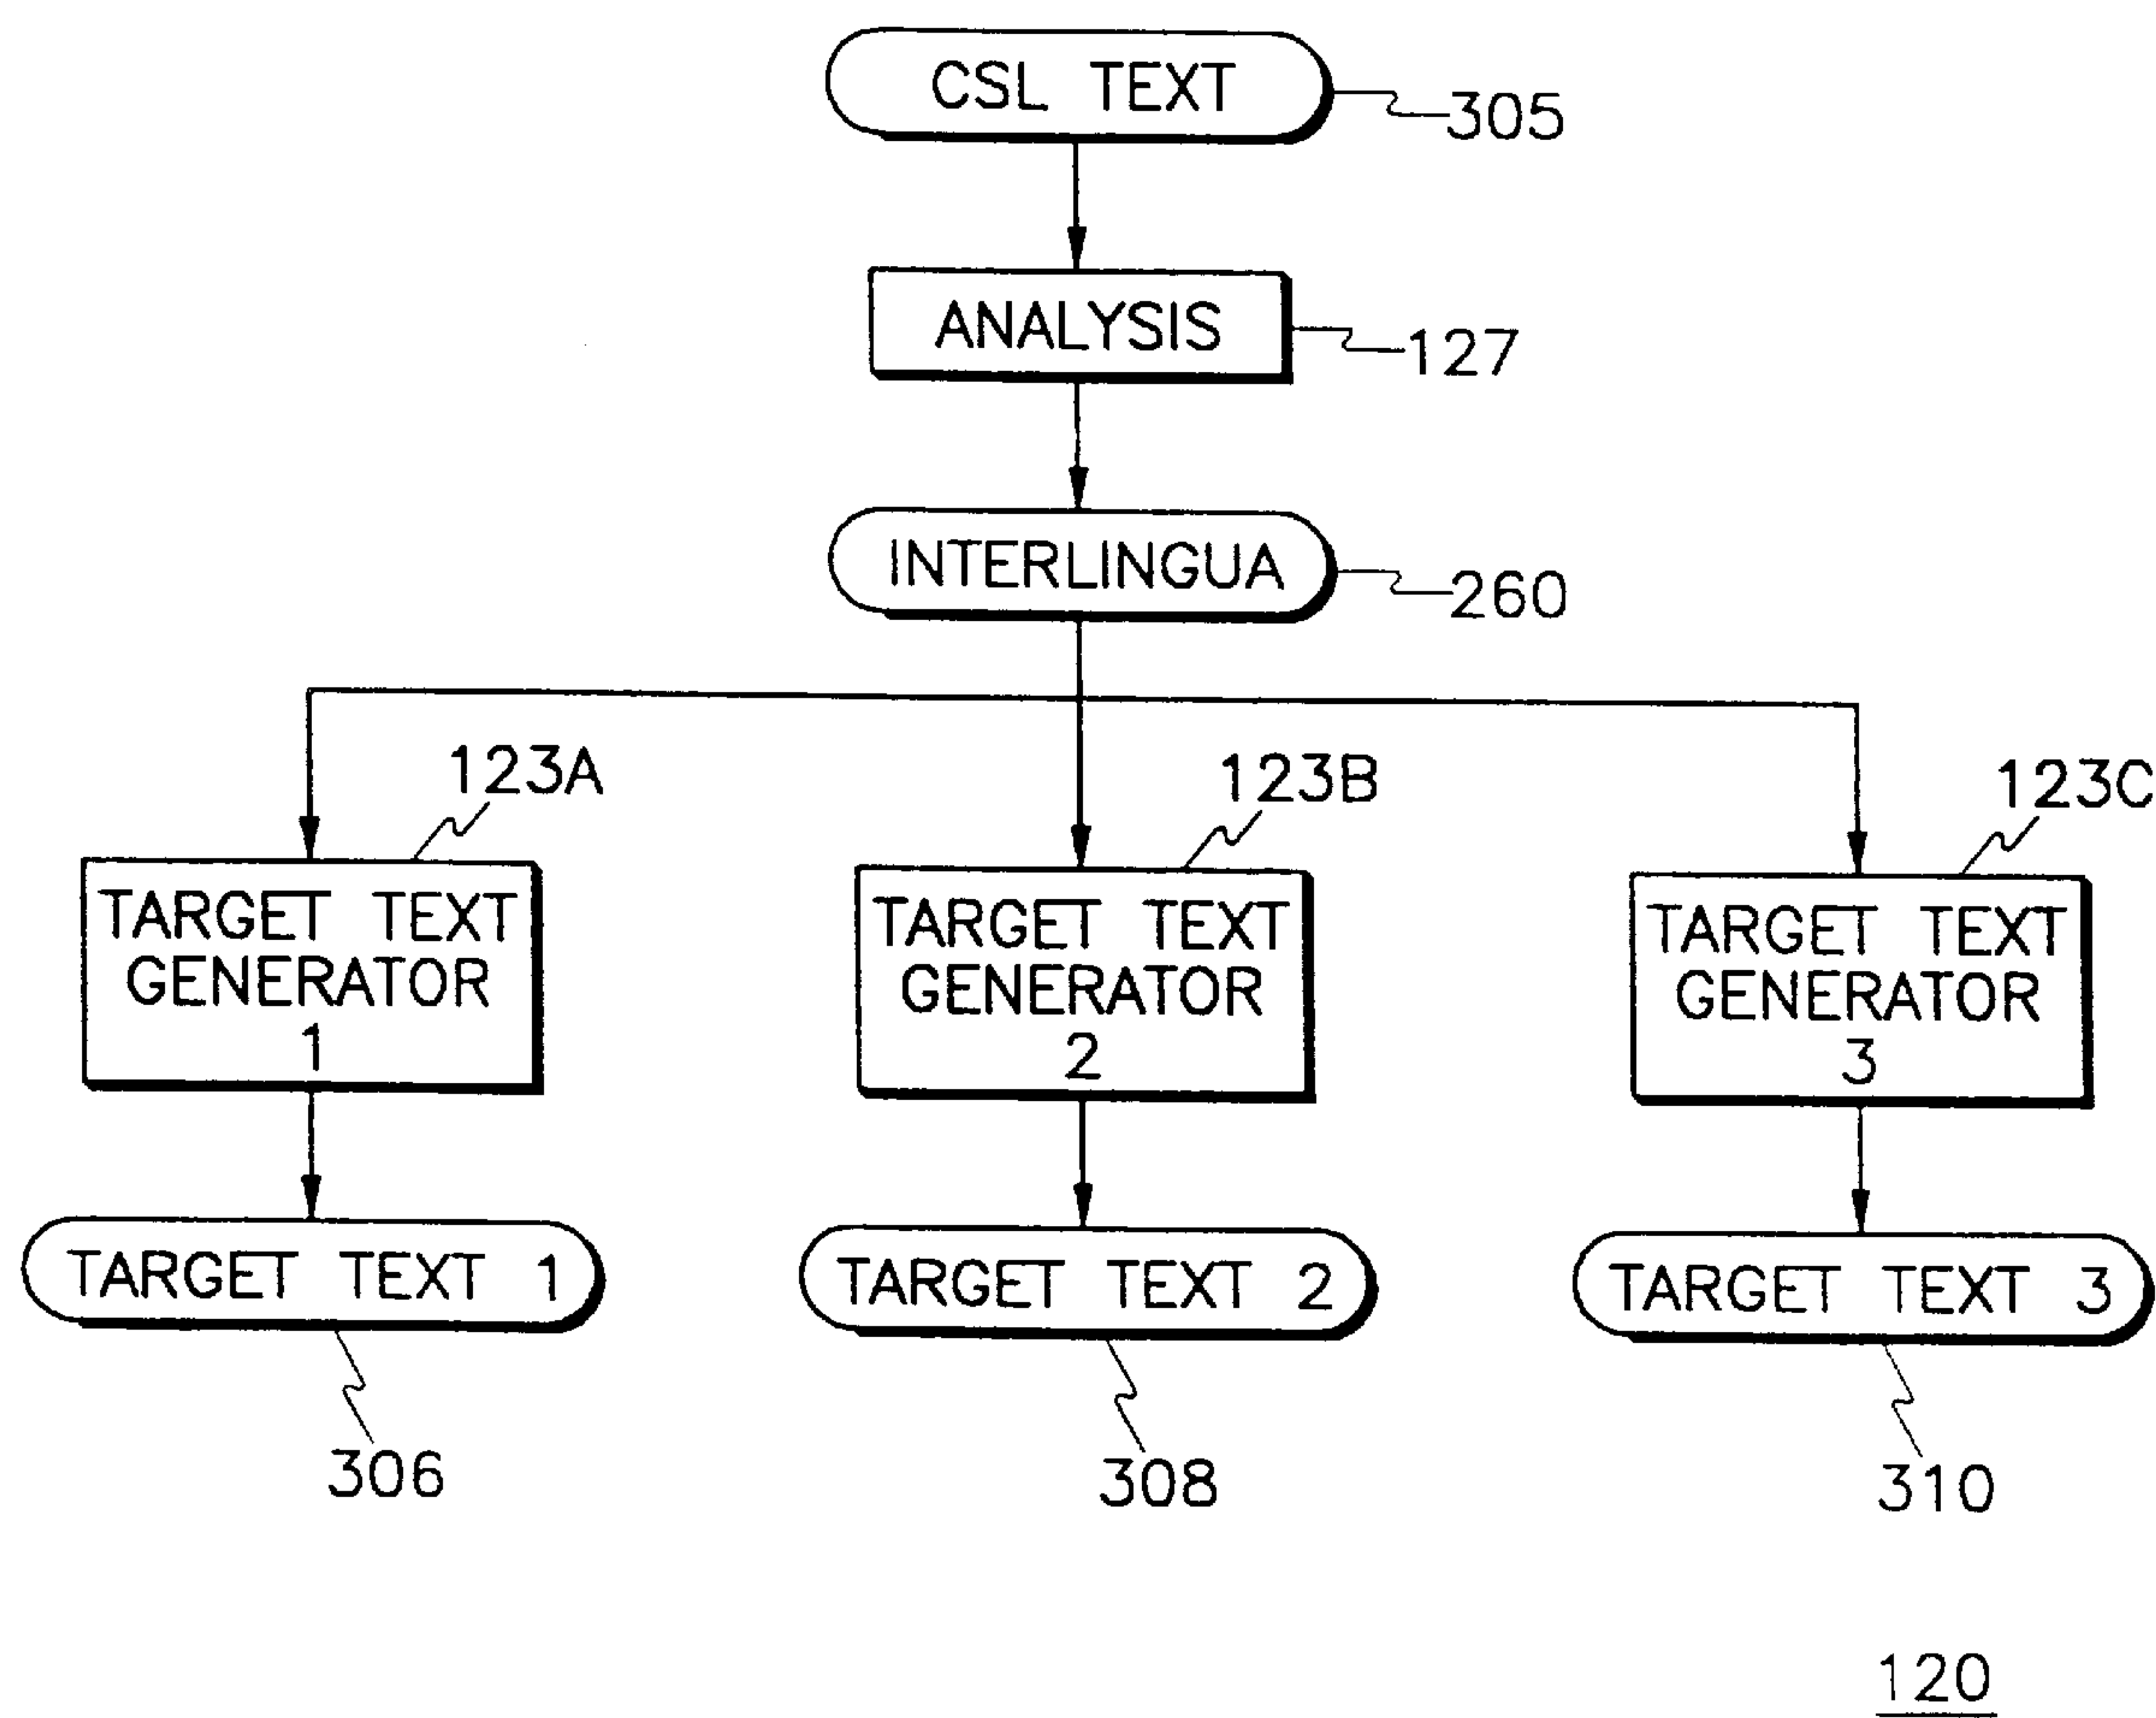 CSL TEXT
305
ANALYSIS
127
INTERLINGUA
260
123A
123B
123C
TARGET TEXT
GENERATOR
1
TARGET TEXT
GENERATOR
2
TARGET TEXT
GENERATOR
3
TARGET TEXT 1
TARGET TEXT 2
TARGET TEXT 3
306
308
310
120